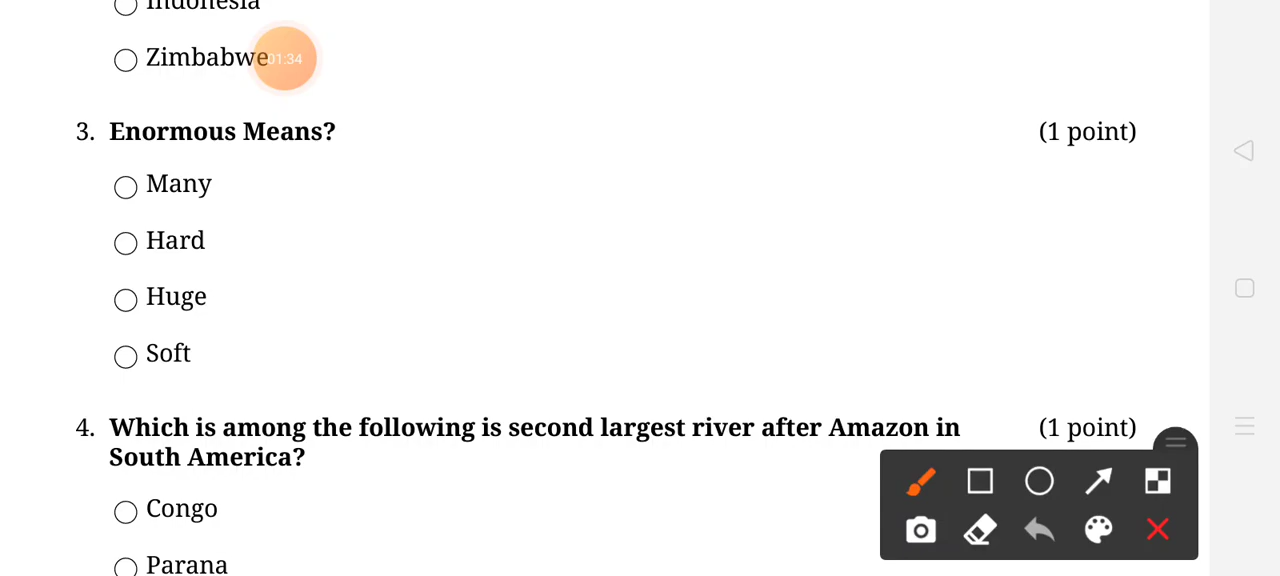 Indonesia
Zimbabwe
01:34
3. Enormous Means? (1 point)
Many
Hard
Huge
Soft
4. Which is among the following is second largest river after Amazon in (1 point)
South America?
Congo
Parana